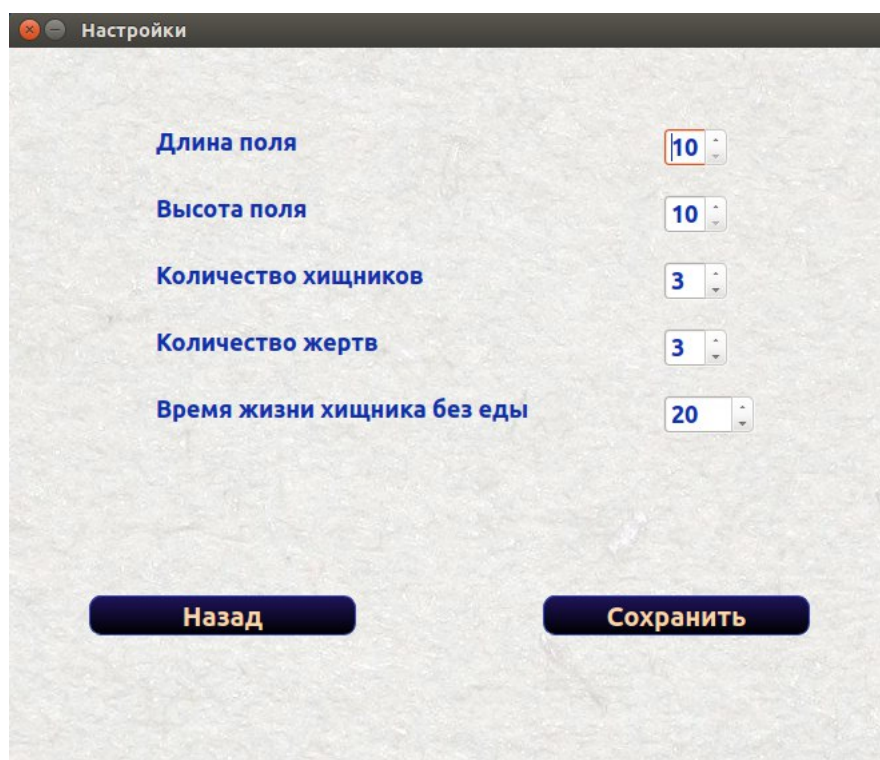 Настройки
Длина поля 10
Высота поля 10
Количество хищников 3
Количество жертв 3
Время жизни хищника без еды 20
Назад Сохранить